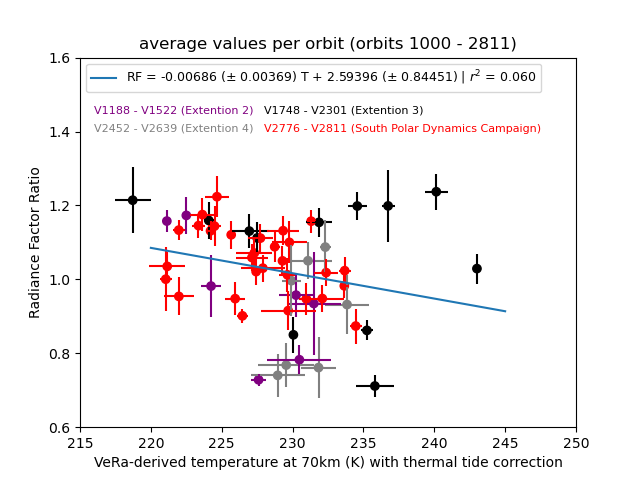 average values per orbit (orbits 1000 - 2811)
RF = -0.00686 (± 0.00369) T + 2.59396 (± 0.84451) | r² = 0.060
V1188 - V1522 (Extention 2) V1748 - V2301 (Extention 3)
V2452 - V2639 (Extention 4) V2776 - V2811 (South Polar Dynamics Campaign)
Radiance Factor Ratio
1.6
1.4
1.2
1.0
0.8
0.6
215 220 225 230 235 240 245 250
VeRa-derived temperature at 70km (K) with thermal tide correction